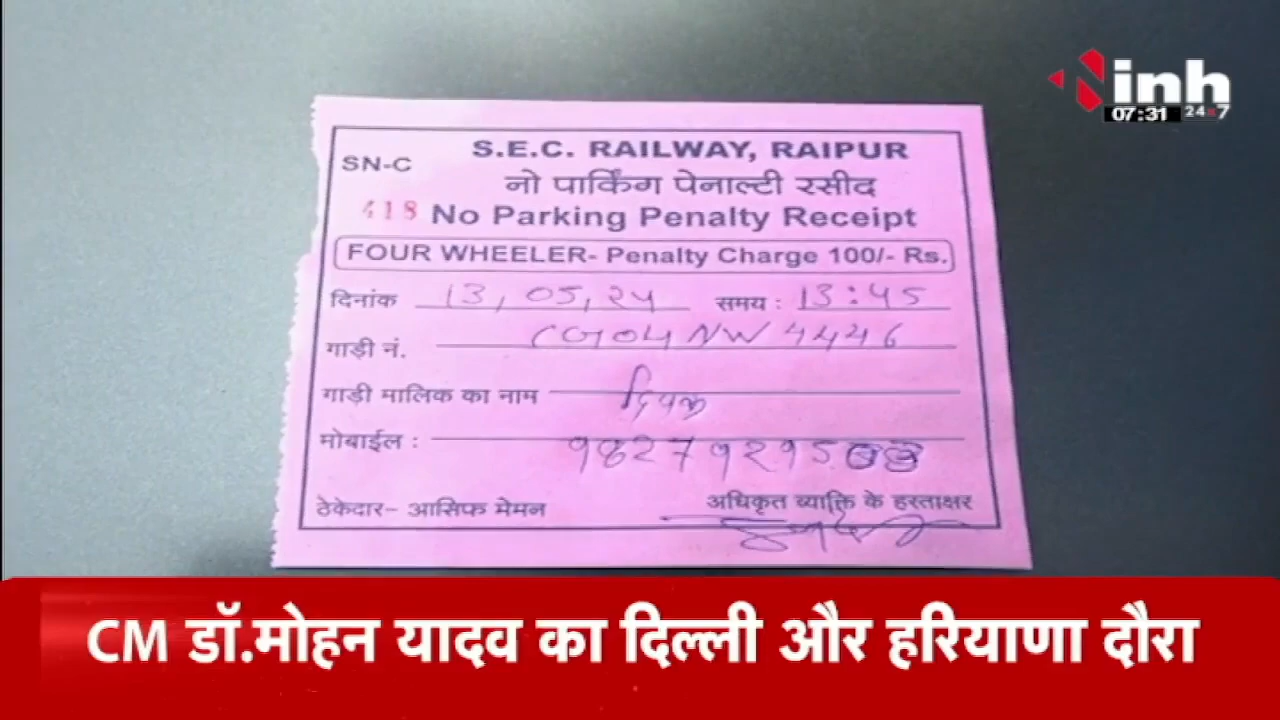 inh
07:31 24x7
SN-C
S.E.C. RAILWAY, RAIPUR
नो पार्किंग पेनाल्टी रसीद
418 No Parking Penalty Receipt
FOUR WHEELER- Penalty Charge 100/- Rs.
दिनांक 13,05,24 समय : 13:45
गाड़ी नं. CG04NW4446
गाड़ी मालिक का नाम दिपक
मोबाईल :
ठेकेदार- आसिफ मेमन
अधिकृत व्यक्ति के हस्ताक्षर
CM डॉ.मोहन यादव का दिल्ली और हरियाणा दौरा